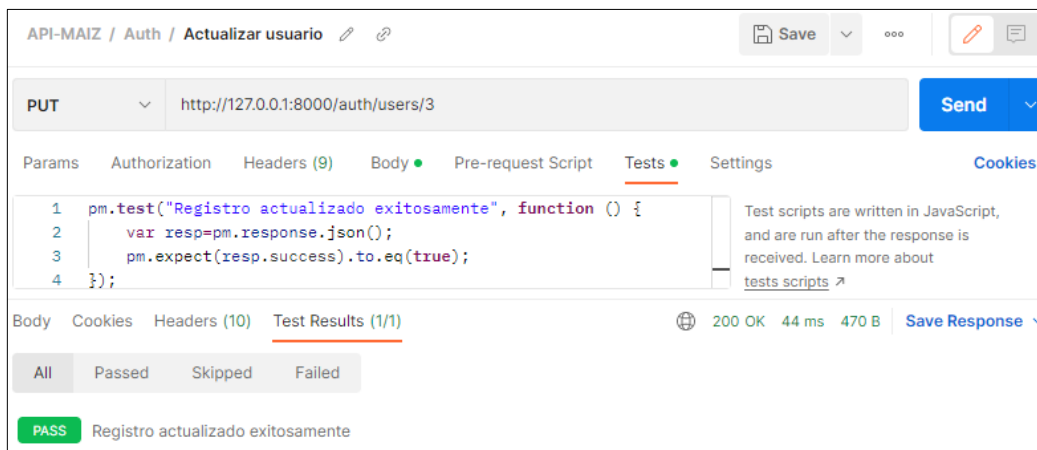 API-MAIZ / Auth / Actualizar usuario Save
PUT http://127.0.0.1:8000/auth/users/3 Send
Params Authorization Headers (9) Body Pre-request Script Tests Settings Cookies
1 pm.test("Registro actualizado exitosamente", function () {
2 var resp=pm.response.json();
3 pm.expect(resp.success).to.eq(true);
4 });
Test scripts are written in JavaScript,
and are run after the response is
received. Learn more about
tests scripts
Body Cookies Headers (10) Test Results (1/1) 200 OK 44 ms 470 B Save Response
All Passed Skipped Failed
PASS Registro actualizado exitosamente